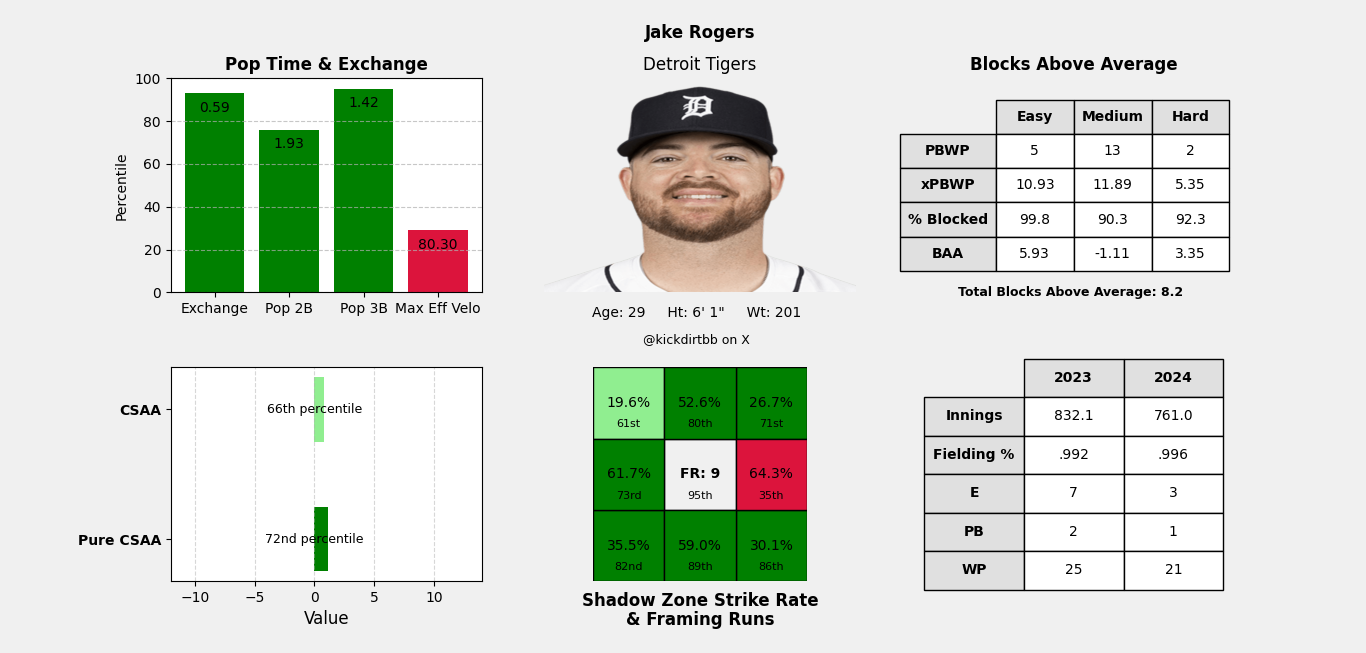 Jake Rogers
Detroit Tigers
Pop Time & Exchange
100
80
60
40
20
0
Percentile
0.59
1.93
1.42
80.30
Exchange
Pop 2B
Pop 3B
Max Eff Velo
D
Age: 29 Ht: 6' 1" Wt: 201
@kickdirtbb on X
Blocks Above Average
Easy Medium Hard
PBWP 5 13 2
xPBWP 10.93 11.89 5.35
% Blocked 99.8 90.3 92.3
BAA 5.93 -1.11 3.35
Total Blocks Above Average: 8.2
CSAA
66th percentile
Pure CSAA
72nd percentile
−10 −5 0 5 10
Value
19.6% 52.6% 26.7%
61st 80th 71st
61.7% FR: 9 64.3%
73rd 95th 35th
35.5% 59.0% 30.1%
82nd 89th 86th
Shadow Zone Strike Rate
& Framing Runs
2023 2024
Innings 832.1 761.0
Fielding % .992 .996
E 7 3
PB 2 1
WP 25 21